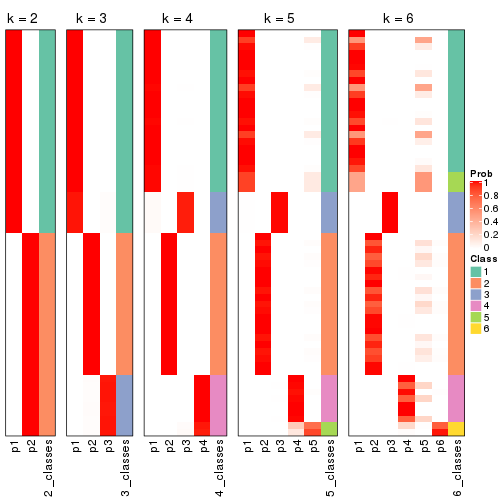 k = 2
k = 3
k = 4
k = 5
k = 6
Prob
1
0.8
0.6
0.4
0.2
0
Class
1
2
3
4
5
6
p1
p2
2_classes
p1
p2
p3
3_classes
p1
p2
p3
p4
4_classes
p1
p2
p3
p4
p5
5_classes
p1
p2
p3
p4
p5
p6
6_classes